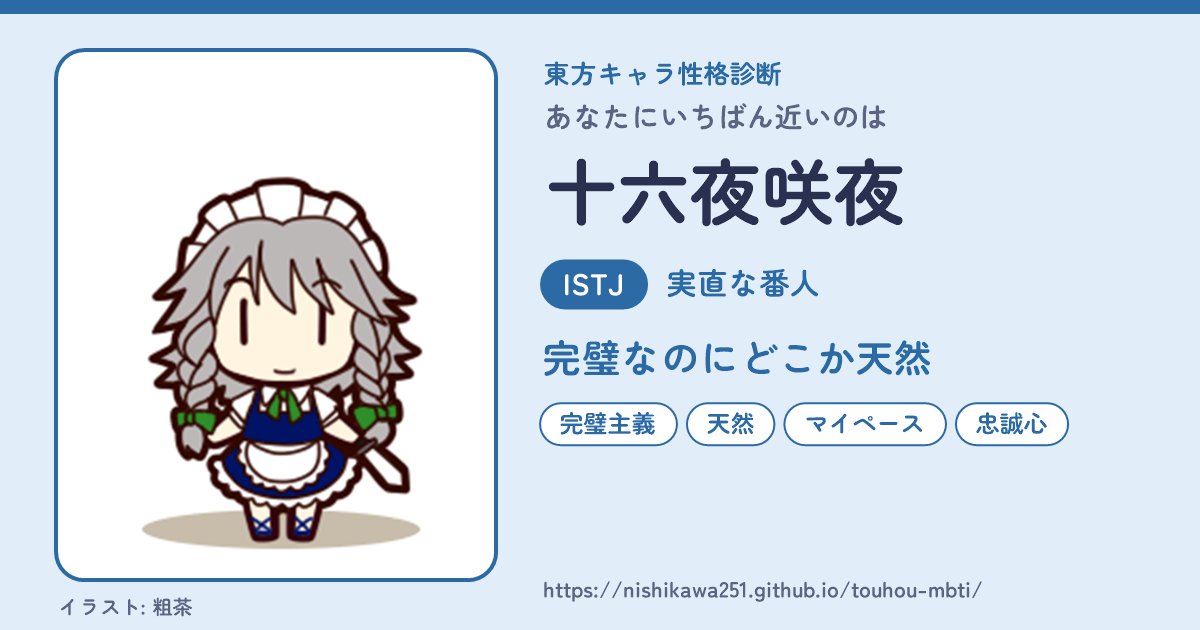 東方キャラ性格診断
あなたにいちばん近いのは
十六夜咲夜
ISTJ 実直な番人
完璧なのにどこか天然
完璧主義 天然 マイペース 忠誠心
https://nishikawa251.github.io/touhou-mbti/
イラスト: 粗茶